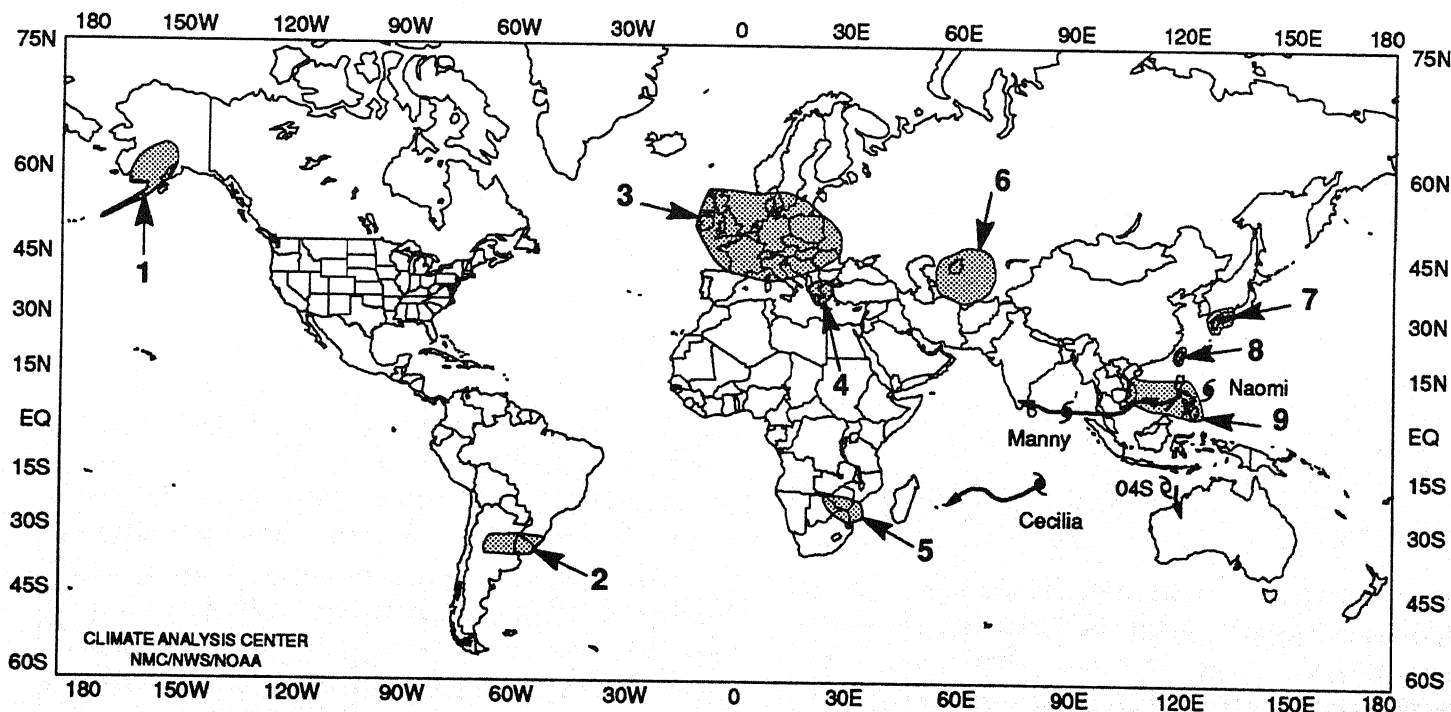 180 150W 120W 90W 60W 30W 0 30E 60E 90E 120E 150E 180
75N 75N
60N 60N
3 6
1
45N 45N
30N 7 30N
8
15N 4 15N
Naomi
EQ Manny 9 EQ
15S 04S 15S
Cecilia
30S 5 30S
2
45S 45S
CLIMATE ANALYSIS CENTER
NMC/NWS/NOAA
60S 60S
180 150W 120W 90W 60W 30W 0 30E 60E 90E 120E 150E 180